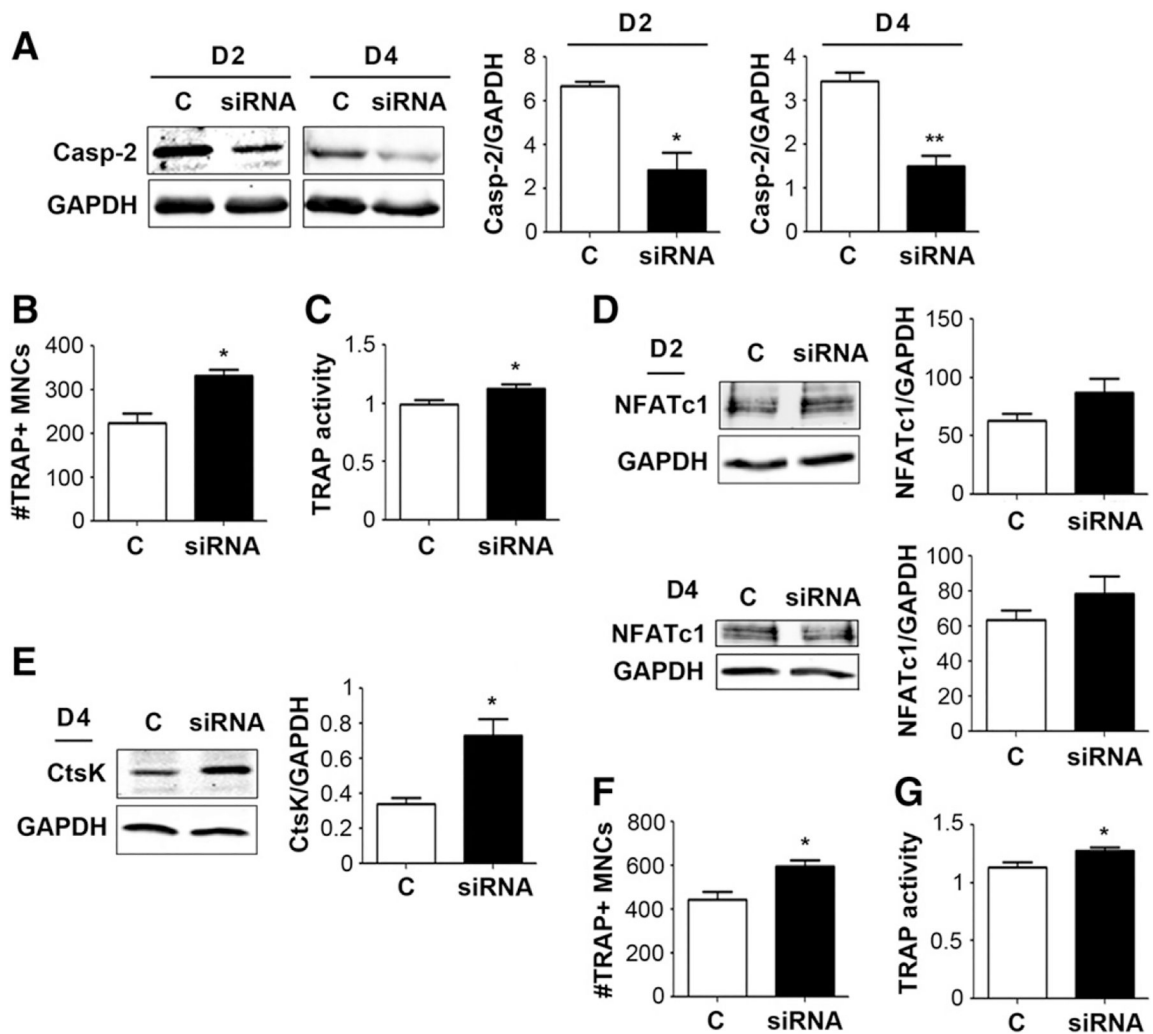 A
D2
D4
C siRNA
C siRNA
Casp-2
GAPDH
D2
Casp-2/GAPDH
8
6
4
2
0
*
C siRNA
D4
Casp-2/GAPDH
4
3
2
1
0
**
C siRNA
B
#TRAP+ MNCs
400
300
200
100
0
*
C siRNA
C
TRAP activity
1.5
1
0.5
0
*
C siRNA
D
D2
C siRNA
NFATc1
GAPDH
NFATc1/GAPDH
150
100
50
0
C siRNA
D4
C siRNA
NFATc1
GAPDH
NFATc1/GAPDH
100
80
60
40
20
0
C siRNA
E
D4
C siRNA
CtsK
GAPDH
CtsK/GAPDH
1
0.8
0.6
0.4
0.2
0
*
C siRNA
F
#TRAP+ MNCs
800
600
400
200
0
*
C siRNA
G
TRAP activity
1.5
1
0.5
0
*
C siRNA